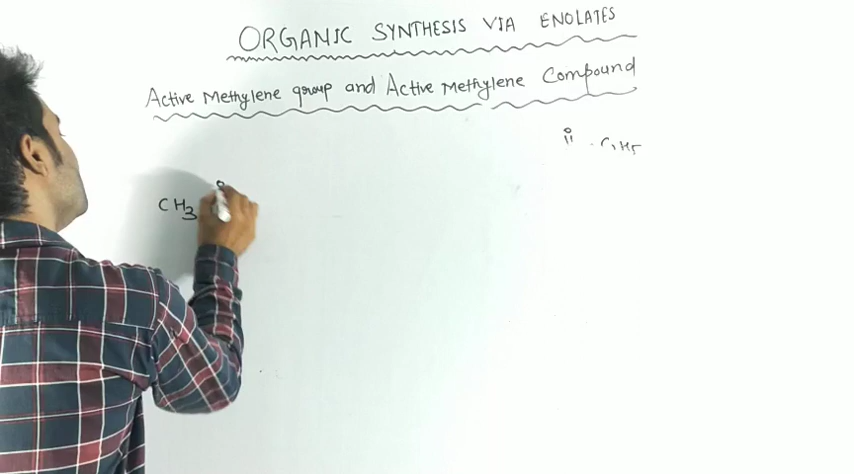 ORGANIC SYNTHESIS VIA ENOLATES
Active Methylene group and Active Methylene Compound
O
CH3